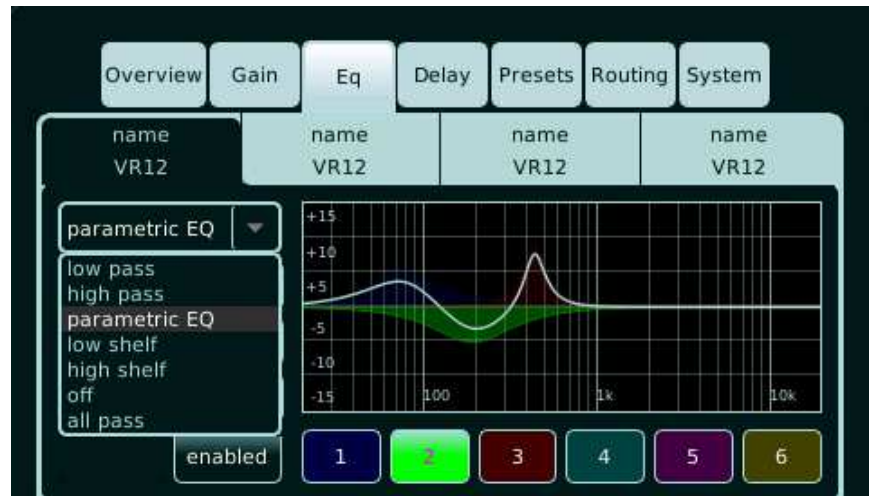 Overview Gain Eq Delay Presets Routing System
name name name name
VR12 VR12 VR12 VR12
parametric EQ
low pass
high pass
parametric EQ
low shelf
high shelf
off
all pass
+15
+10
+5
-5
-10
-15 100 1k 10k
enabled 1 2 3 4 5 6